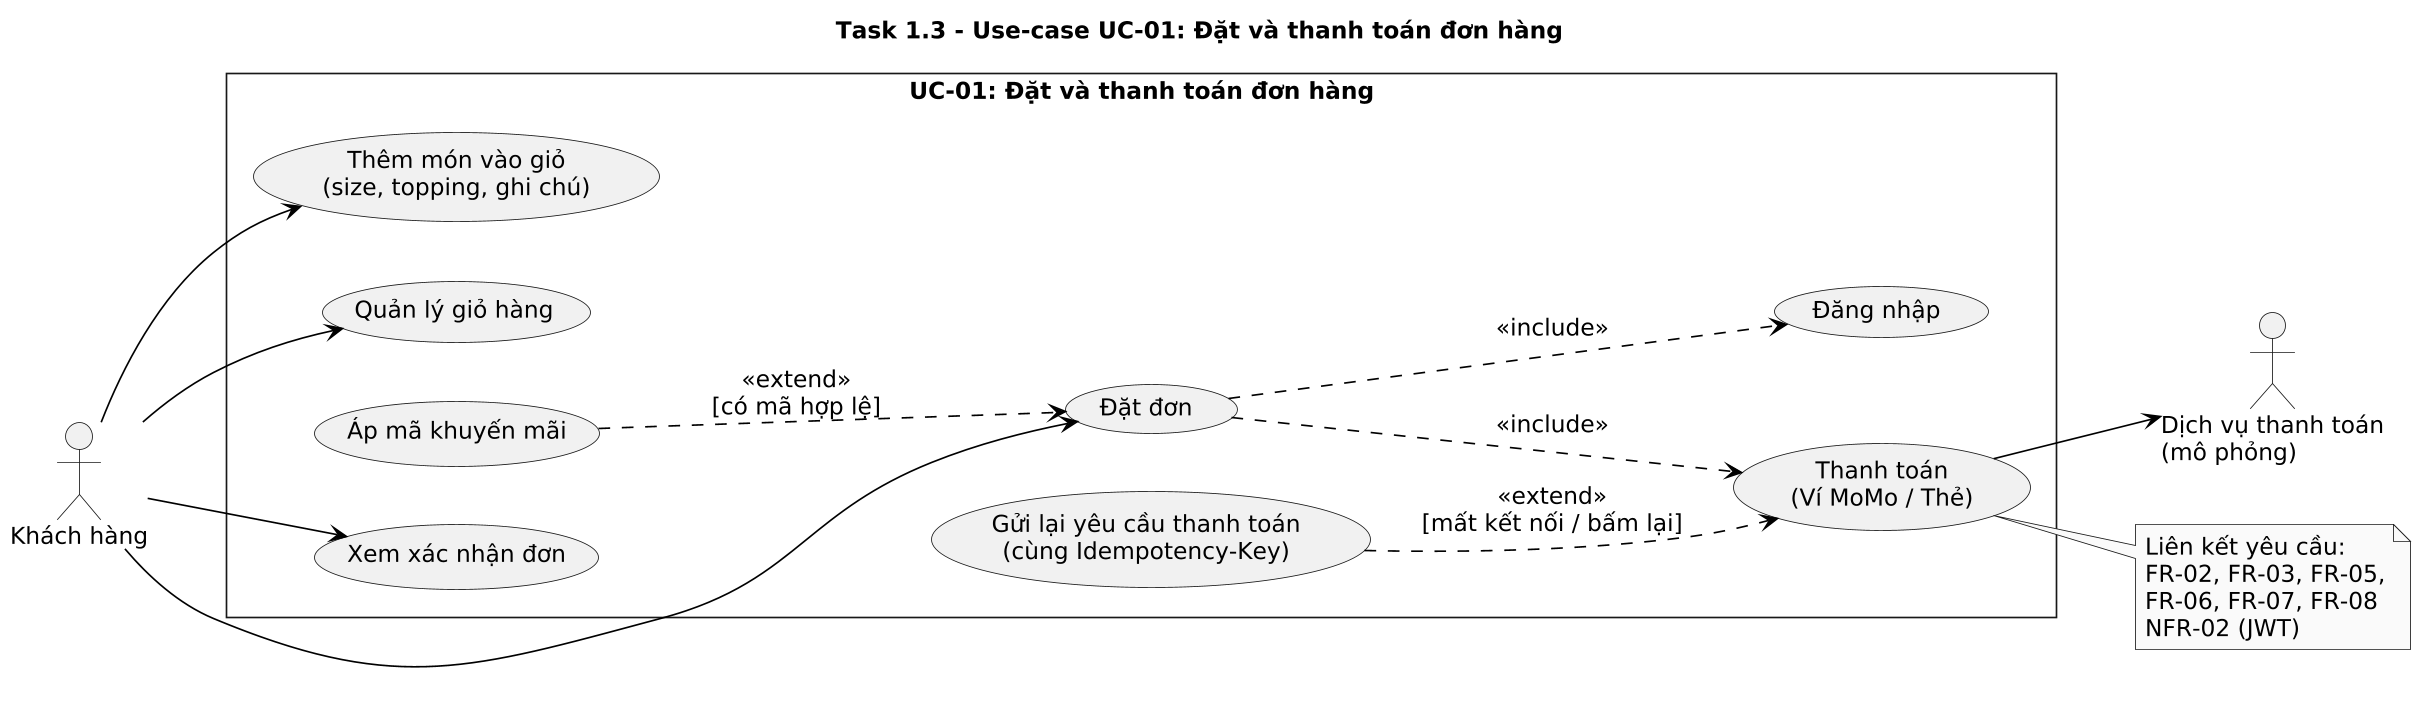 Task 1.3 - Use-case UC-01: Đặt và thanh toán đơn hàng
UC-01: Đặt và thanh toán đơn hàng
Thêm món vào giỏ
(size, topping, ghi chú)
Quản lý giỏ hàng
Áp mã khuyến mãi
Xem xác nhận đơn
Khách hàng
«extend»
[có mã hợp lệ]
Đặt đơn
Gửi lại yêu cầu thanh toán
(cùng Idempotency-Key)
«include»
«include»
«extend»
[mất kết nối / bấm lại]
Đăng nhập
Thanh toán
(Ví MoMo / Thẻ)
Dịch vụ thanh toán
(mô phỏng)
Liên kết yêu cầu:
FR-02, FR-03, FR-05,
FR-06, FR-07, FR-08
NFR-02 (JWT)